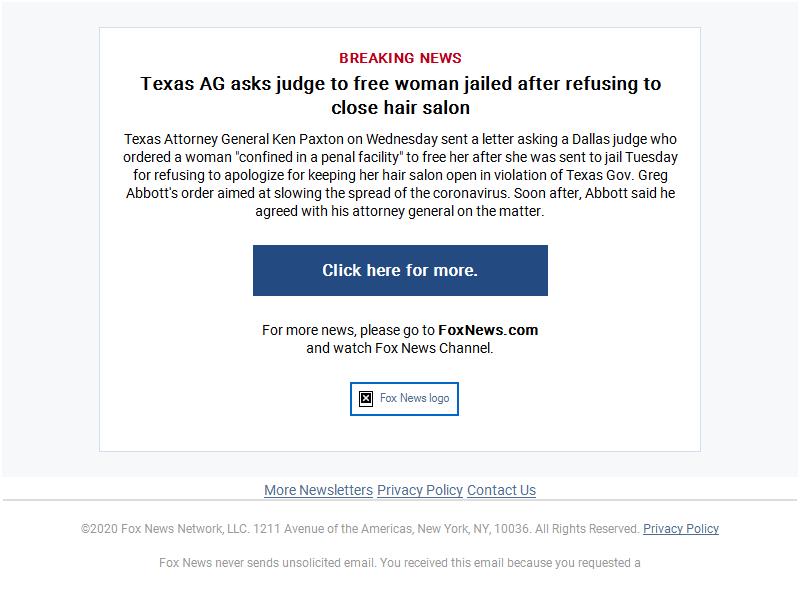 BREAKING NEWS
Texas AG asks judge to free woman jailed after refusing to
close hair salon
Texas Attorney General Ken Paxton on Wednesday sent a letter asking a Dallas judge who
ordered a woman "confined in a penal facility" to free her after she was sent to jail Tuesday
for refusing to apologize for keeping her hair salon open in violation of Texas Gov. Greg
Abbott's order aimed at slowing the spread of the coronavirus. Soon after, Abbott said he
agreed with his attorney general on the matter.
Click here for more.
For more news, please go to FoxNews.com
and watch Fox News Channel.
Fox News logo
More Newsletters Privacy Policy Contact Us
©2020 Fox News Network, LLC. 1211 Avenue of the Americas, New York, NY, 10036. All Rights Reserved. Privacy Policy
Fox News never sends unsolicited email. You received this email because you requested a